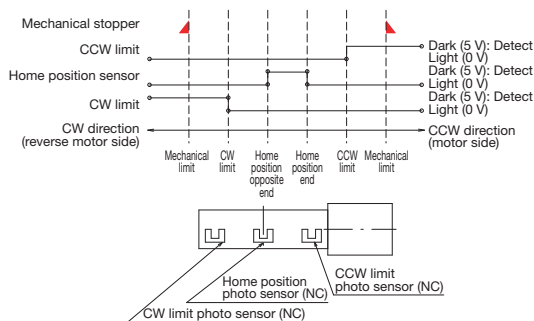 Mechanical stopper
CCW limit
Dark (5 V): Detect
Light (0 V)
Home position sensor
Dark (5 V): Detect
Light (0 V)
CW limit
Dark (5 V): Detect
Light (0 V)
CW direction
(reverse motor side)
CCW direction
(motor side)
Mechanical
limit
CW
limit
Home
position
opposite
end
Home
position
end
CCW
limit
Mechanical
limit
CCW limit
photo sensor (NC)
Home position
photo sensor (NC)
CW limit photo sensor (NC)